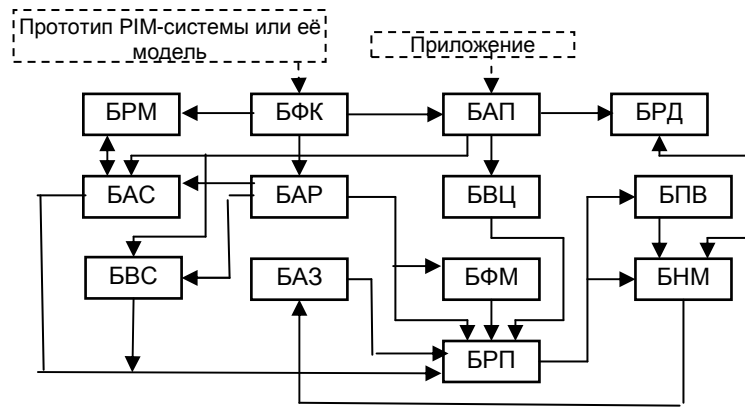 Прототип PIM-системы или её
модель
Приложение
БРМ
БФК
БАП
БРД
БАС
БАР
БВЦ
БПВ
БВС
БАЗ
БФМ
БНМ
БРП